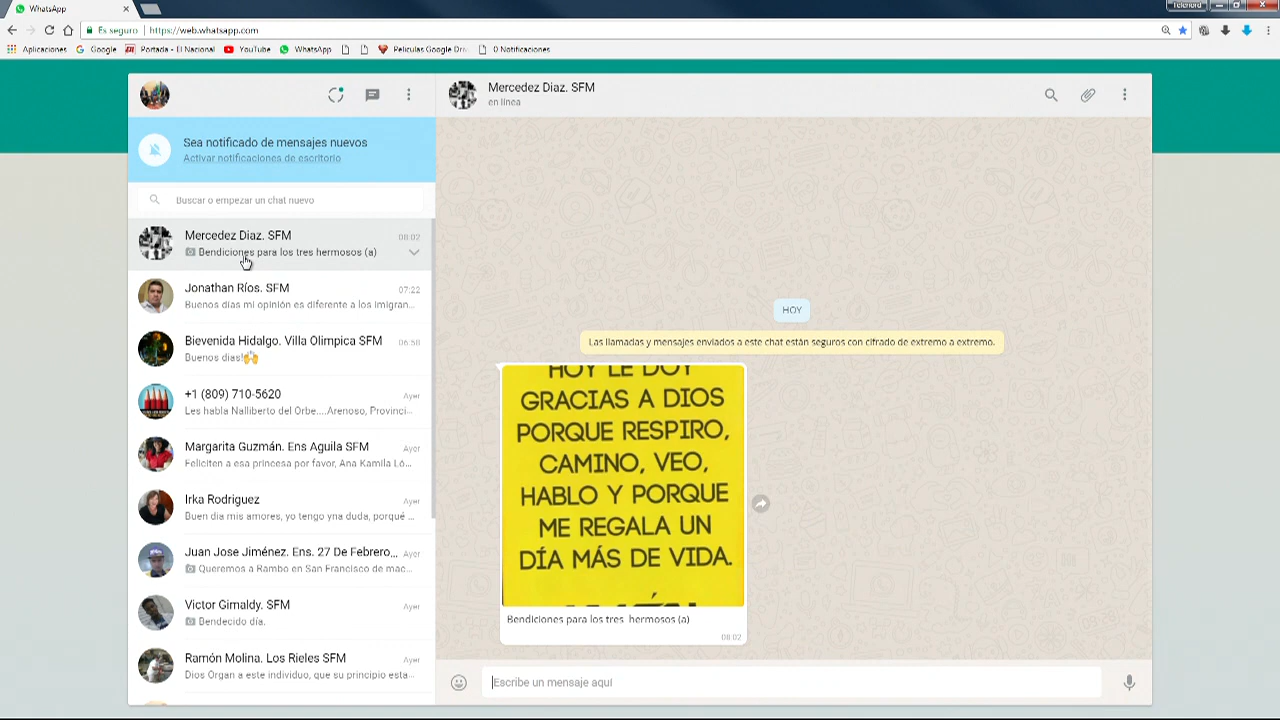 WhatsApp
Telenord
Es seguro | https://web.whatsapp.com
Aplicaciones Google Portada - El Nacional YouTube WhatsApp Peliculas Google Driv 0 Notificaciones
Mercedez Diaz. SFM
en línea
Sea notificado de mensajes nuevos
Activar notificaciones de escritorio
Buscar o empezar un chat nuevo
Mercedez Diaz. SFM 08:02
Bendiciones para los tres hermosos (a)
Jonathan Ríos. SFM 07:22
Buenos días mi opinión es diferente a los imigran...
Bievenida Hidalgo. Villa Olimpica SFM 06:58
Buenos dias!🙌
+1 (809) 710-5620 Ayer
Les habla Nalliberto del Orbe....Arenoso, Provinci...
Margarita Guzmán. Ens Aguila SFM Ayer
Feliciten a esa princesa por favor, Ana Kamila Ló...
Irka Rodriguez Ayer
Buen dia mis amores, yo tengo yna duda, porqué ...
Juan Jose Jiménez. Ens. 27 De Febrero... Ayer
Queremos a Rambo en San Francisco de mac...
Victor Gimaldy. SFM Ayer
Bendecido día.
Ramón Molina. Los Rieles SFM Ayer
Dios Organ a este individuo, que su principio esta...
HOY
Las llamadas y mensajes enviados a este chat están seguros con cifrado de extremo a extremo.
HOY LE DOY
GRACIAS A DIOS
PORQUE RESPIRO,
CAMINO, VEO,
HABLO Y PORQUE
ME REGALA UN
DÍA MÁS DE VIDA.
Bendiciones para los tres hermosos (a)
08:02
Escribe un mensaje aquí